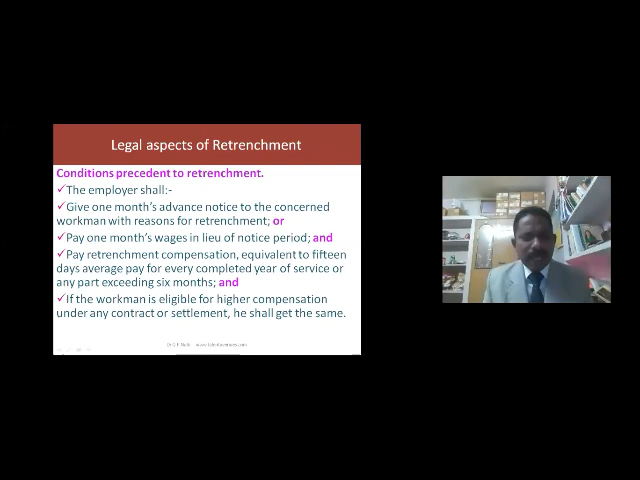 Legal aspects of Retrenchment
Conditions precedent to retrenchment.
✓The employer shall:-
✓Give one month's advance notice to the concerned
workman with reasons for retrenchment; or
✓Pay one month's wages in lieu of notice period; and
✓Pay retrenchment compensation, equivalent to fifteen
days average pay for every completed year of service or
any part exceeding six months; and
✓If the workman is eligible for higher compensation
under any contract or settlement, he shall get the same.